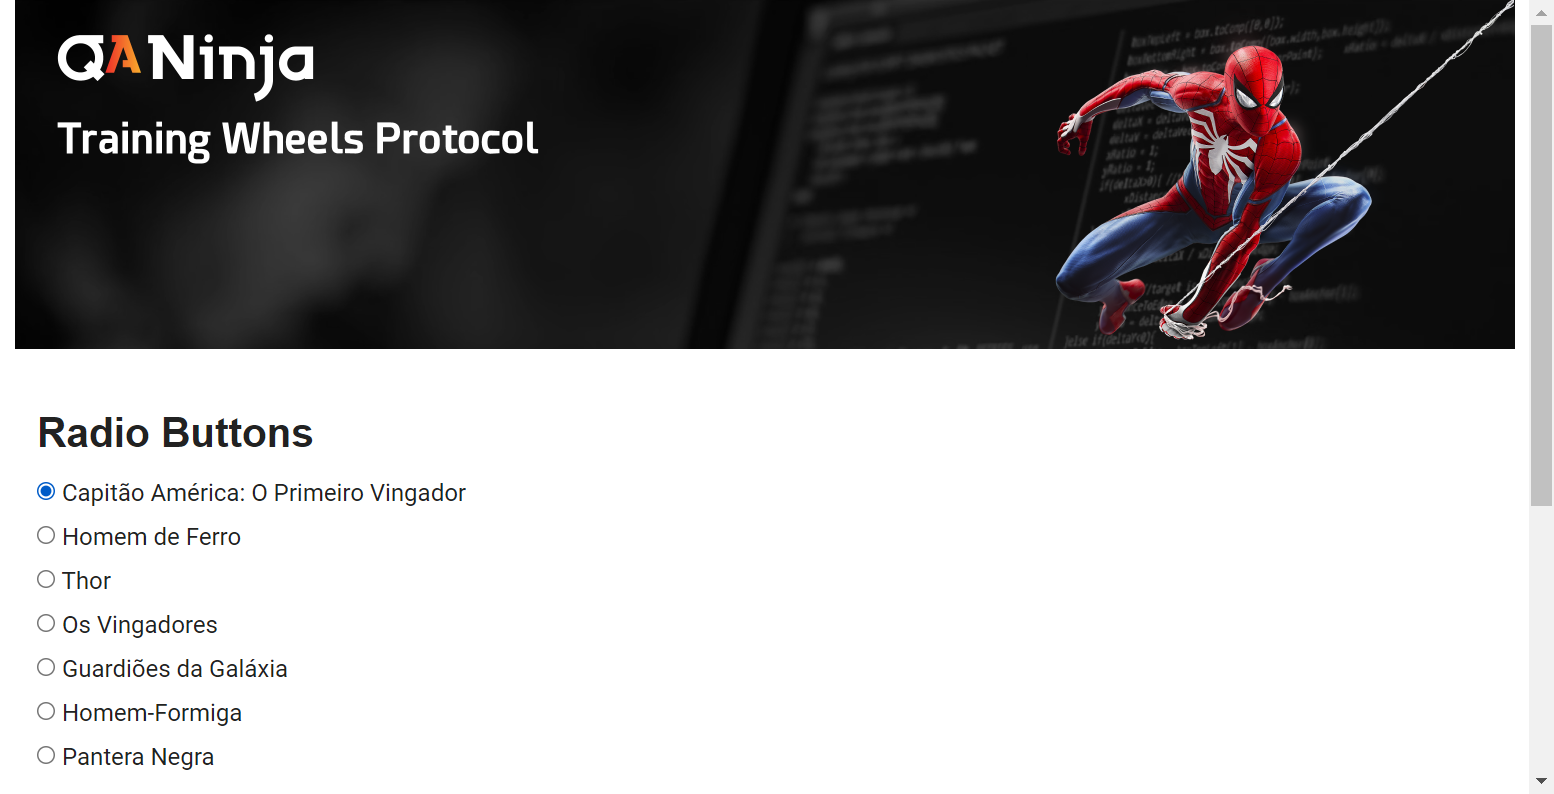 QANinja
Training Wheels Protocol
Radio Buttons
Capitão América: O Primeiro Vingador
Homem de Ferro
Thor
Os Vingadores
Guardiões da Galáxia
Homem-Formiga
Pantera Negra